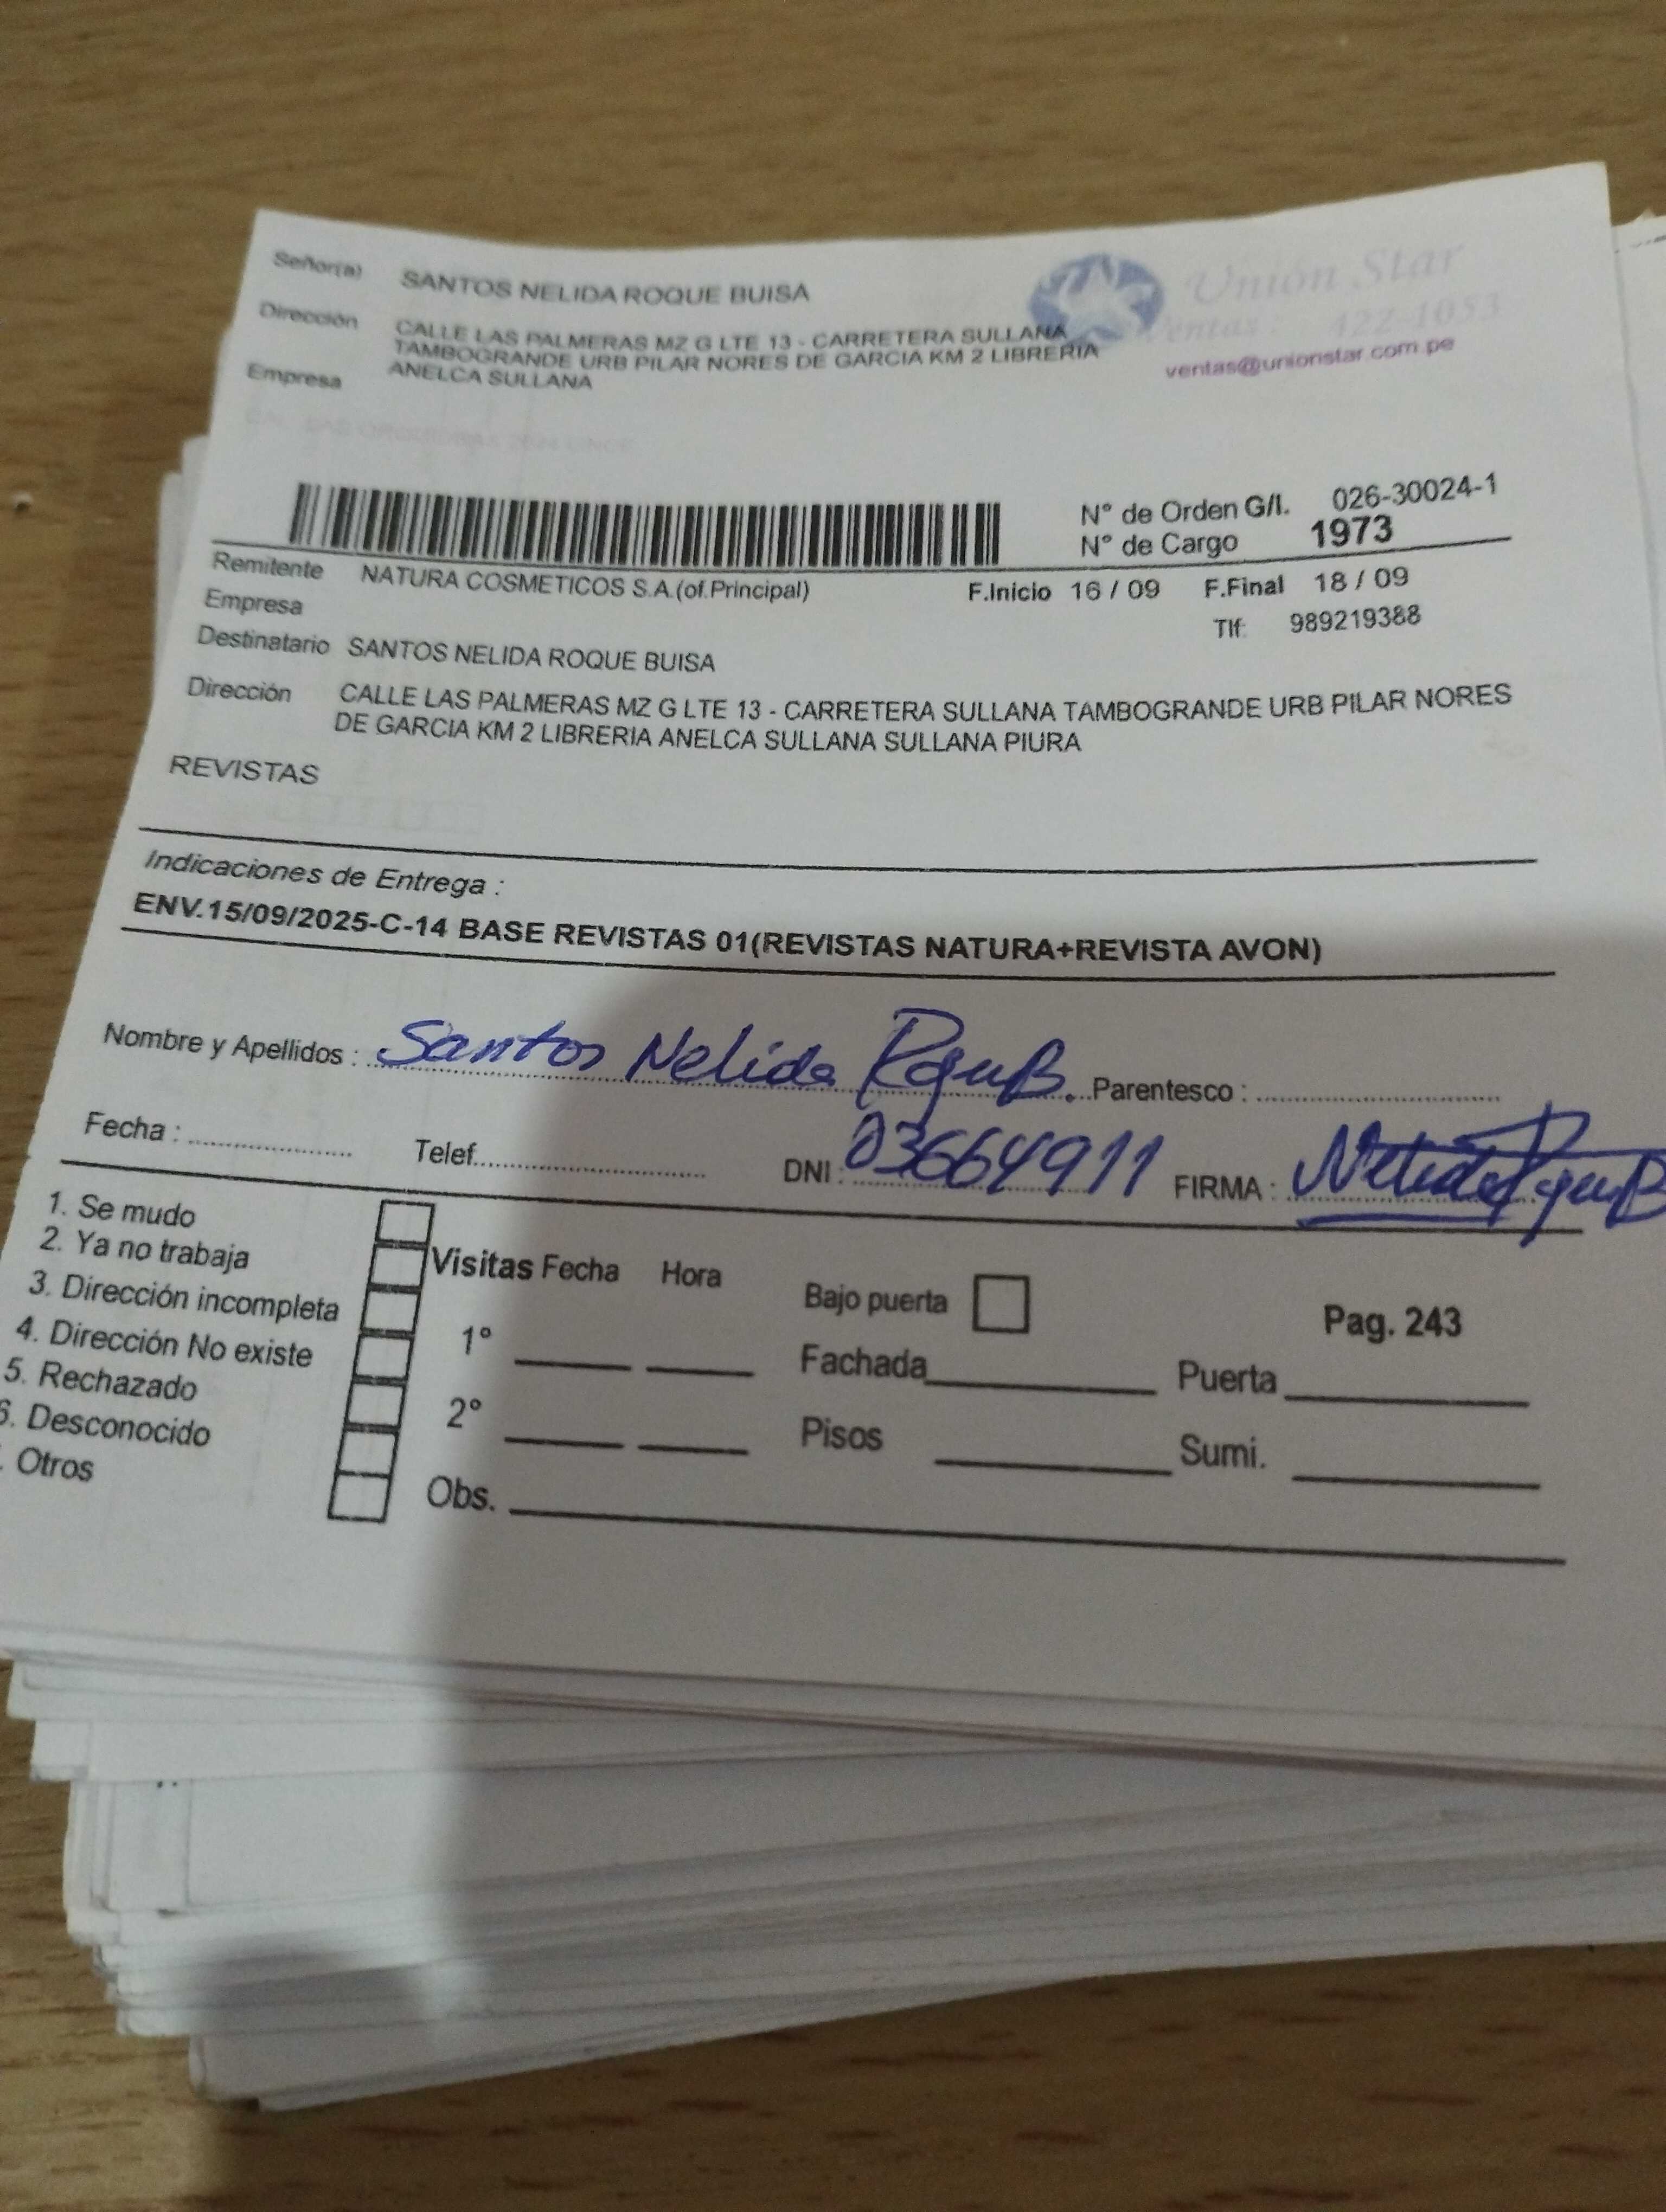 Señor(a) SANTOS NELIDA ROQUE BUISA
Unión Star
Dirección CALLE LAS PALMERAS MZ G LTE 13 - CARRETERA SULLANA
Ventas: 422-1053
TAMBOGRANDE URB PILAR NORES DE GARCIA KM 2 LIBRERIA
ventas@unionstar.com.pe
Empresa ANELCA SULLANA
N° de Orden G/I. 026-30024-1
N° de Cargo 1973
Remitente NATURA COSMETICOS S.A.(of.Principal) F.Inicio 16 / 09 F.Final 18 / 09
Empresa
Tlf: 989219388
Destinatario SANTOS NELIDA ROQUE BUISA
Dirección CALLE LAS PALMERAS MZ G LTE 13 - CARRETERA SULLANA TAMBOGRANDE URB PILAR NORES
DE GARCIA KM 2 LIBRERIA ANELCA SULLANA SULLANA PIURA
REVISTAS
Indicaciones de Entrega :
ENV.15/09/2025-C-14 BASE REVISTAS 01(REVISTAS NATURA+REVISTA AVON)
Nombre y Apellidos : Santos Nelida RquB. Parentesco :
Fecha : Telef. DNI : 03664911 FIRMA : Nelida RquB
1. Se mudo
2. Ya no trabaja
3. Dirección incompleta
4. Dirección No existe
5. Rechazado
6. Desconocido
. Otros
Visitas Fecha Hora
1°
2°
Obs.
Bajo puerta
Pag. 243
Fachada Puerta
Pisos Sumi.